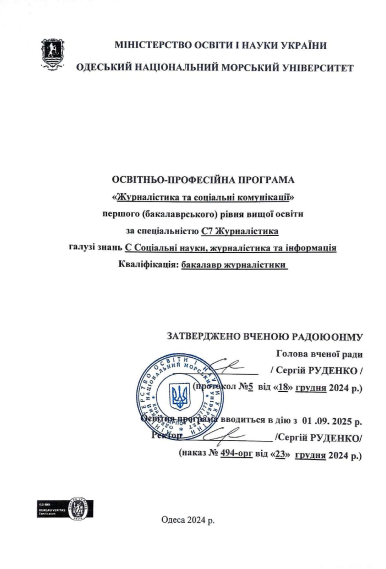 МІНІСТЕРСТВО ОСВІТИ І НАУКИ УКРАЇНИ
ОДЕСЬКИЙ НАЦІОНАЛЬНИЙ МОРСЬКИЙ УНІВЕРСИТЕТ
ОСВІТНЬО-ПРОФЕСІЙНА ПРОГРАМА
«Журналістика та соціальні комунікації»
першого (бакалаврського) рівня вищої освіти
за спеціальністю С7 Журналістика
галузі знань С Соціальні науки, журналістика та інформація
Кваліфікація: бакалавр журналістики
ЗАТВЕРДЖЕНО ВЧЕНОЮ РАДОЮ ОНМУ
Голова вченої ради
/ Сергій РУДЕНКО /
(протокол №5 від «18» грудня 2024 р.)
Освітня програма вводиться в дію з 01 .09. 2025 р.
Ректор /Сергій РУДЕНКО/
(наказ № 494-орг від «23» грудня 2024 р.)
Одеса 2024 р.